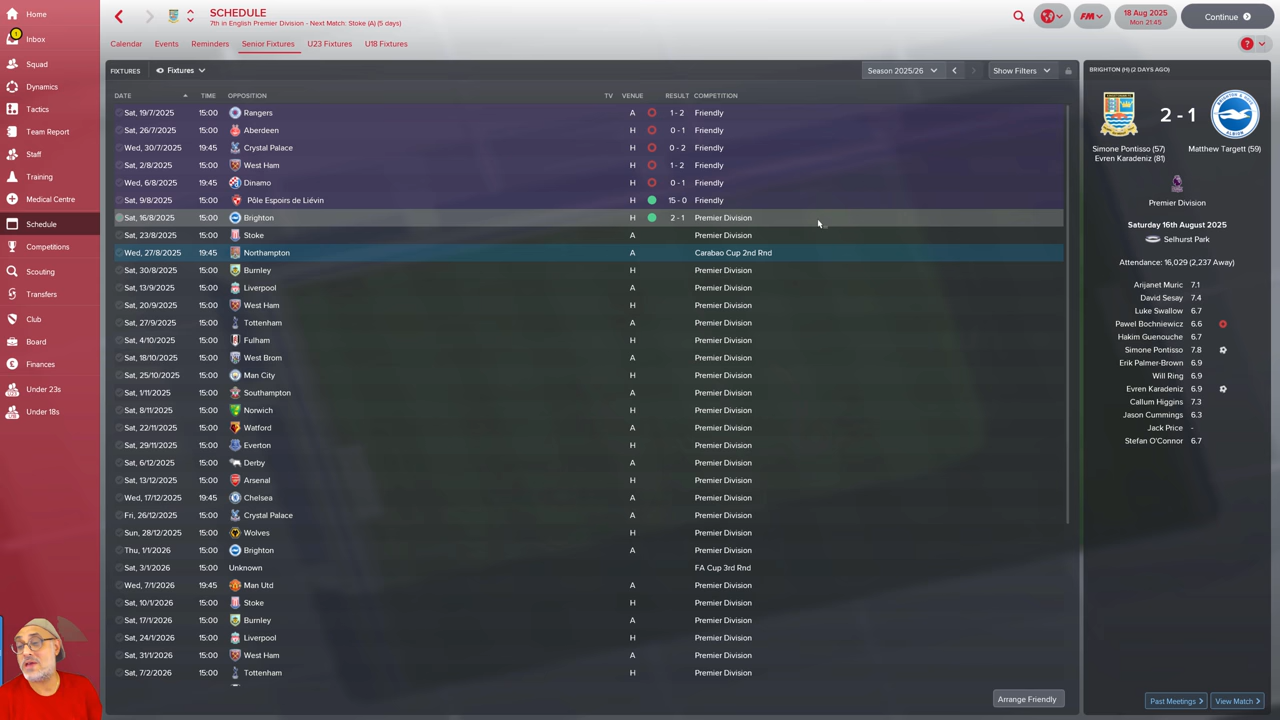 Home
Inbox
1
Squad
Dynamics
Tactics
Team Report
Staff
Training
Medical Centre
Schedule
Competitions
Scouting
Transfers
Club
Board
Finances
Under 23s
Under 18s
SCHEDULE
7th in English Premier Division - Next Match: Stoke (A) (5 days)
FM
18 Aug 2025
Mon 21:45
Continue
Calendar Events Reminders Senior Fixtures U23 Fixtures U18 Fixtures
?
FIXTURES Fixtures Season 2025/26 Show Filters
DATE TIME OPPOSITION TV VENUE RESULT COMPETITION
Sat, 19/7/2025 15:00 Rangers A 1 - 2 Friendly
Sat, 26/7/2025 15:00 Aberdeen H 0 - 1 Friendly
Wed, 30/7/2025 19:45 Crystal Palace H 0 - 2 Friendly
Sat, 2/8/2025 15:00 West Ham H 1 - 2 Friendly
Wed, 6/8/2025 19:45 Dinamo H 0 - 1 Friendly
Sat, 9/8/2025 15:00 Pôle Espoirs de Liévin H 15 - 0 Friendly
Sat, 16/8/2025 15:00 Brighton H 2 - 1 Premier Division
Sat, 23/8/2025 15:00 Stoke A Premier Division
Wed, 27/8/2025 19:45 Northampton A Carabao Cup 2nd Rnd
Sat, 30/8/2025 15:00 Burnley H Premier Division
Sat, 13/9/2025 15:00 Liverpool A Premier Division
Sat, 20/9/2025 15:00 West Ham H Premier Division
Sat, 27/9/2025 15:00 Tottenham A Premier Division
Sat, 4/10/2025 15:00 Fulham H Premier Division
Sat, 18/10/2025 15:00 West Brom A Premier Division
Sat, 25/10/2025 15:00 Man City H Premier Division
Sat, 1/11/2025 15:00 Southampton A Premier Division
Sat, 8/11/2025 15:00 Norwich H Premier Division
Sat, 22/11/2025 15:00 Watford A Premier Division
Sat, 29/11/2025 15:00 Everton H Premier Division
Sat, 6/12/2025 15:00 Derby A Premier Division
Sat, 13/12/2025 15:00 Arsenal H Premier Division
Wed, 17/12/2025 19:45 Chelsea A Premier Division
Fri, 26/12/2025 15:00 Crystal Palace A Premier Division
Sun, 28/12/2025 15:00 Wolves H Premier Division
Thu, 1/1/2026 15:00 Brighton A Premier Division
Sat, 3/1/2026 15:00 Unknown FA Cup 3rd Rnd
Wed, 7/1/2026 19:45 Man Utd A Premier Division
Sat, 10/1/2026 15:00 Stoke H Premier Division
Sat, 17/1/2026 15:00 Burnley A Premier Division
Sat, 24/1/2026 15:00 Liverpool H Premier Division
Sat, 31/1/2026 15:00 West Ham A Premier Division
Sat, 7/2/2026 15:00 Tottenham H Premier Division
Arrange Friendly
BRIGHTON (H) (2 DAYS AGO)
2 - 1
Simone Pontisso (57) Matthew Targett (59)
Evren Karadeniz (81)
Premier Division
Saturday 16th August 2025
Selhurst Park
Attendance: 16,029 (2,237 Away)
Arijanet Muric 7.1
David Sesay 7.4
Luke Swallow 6.7
Pawel Bochniewicz 6.6
Hakim Guenouche 6.7
Simone Pontisso 7.8
Erik Palmer-Brown 6.9
Will Ring 6.9
Evren Karadeniz 6.9
Callum Higgins 7.3
Jason Cummings 6.3
Jack Price -
Stefan O'Connor 6.7
Past Meetings View Match